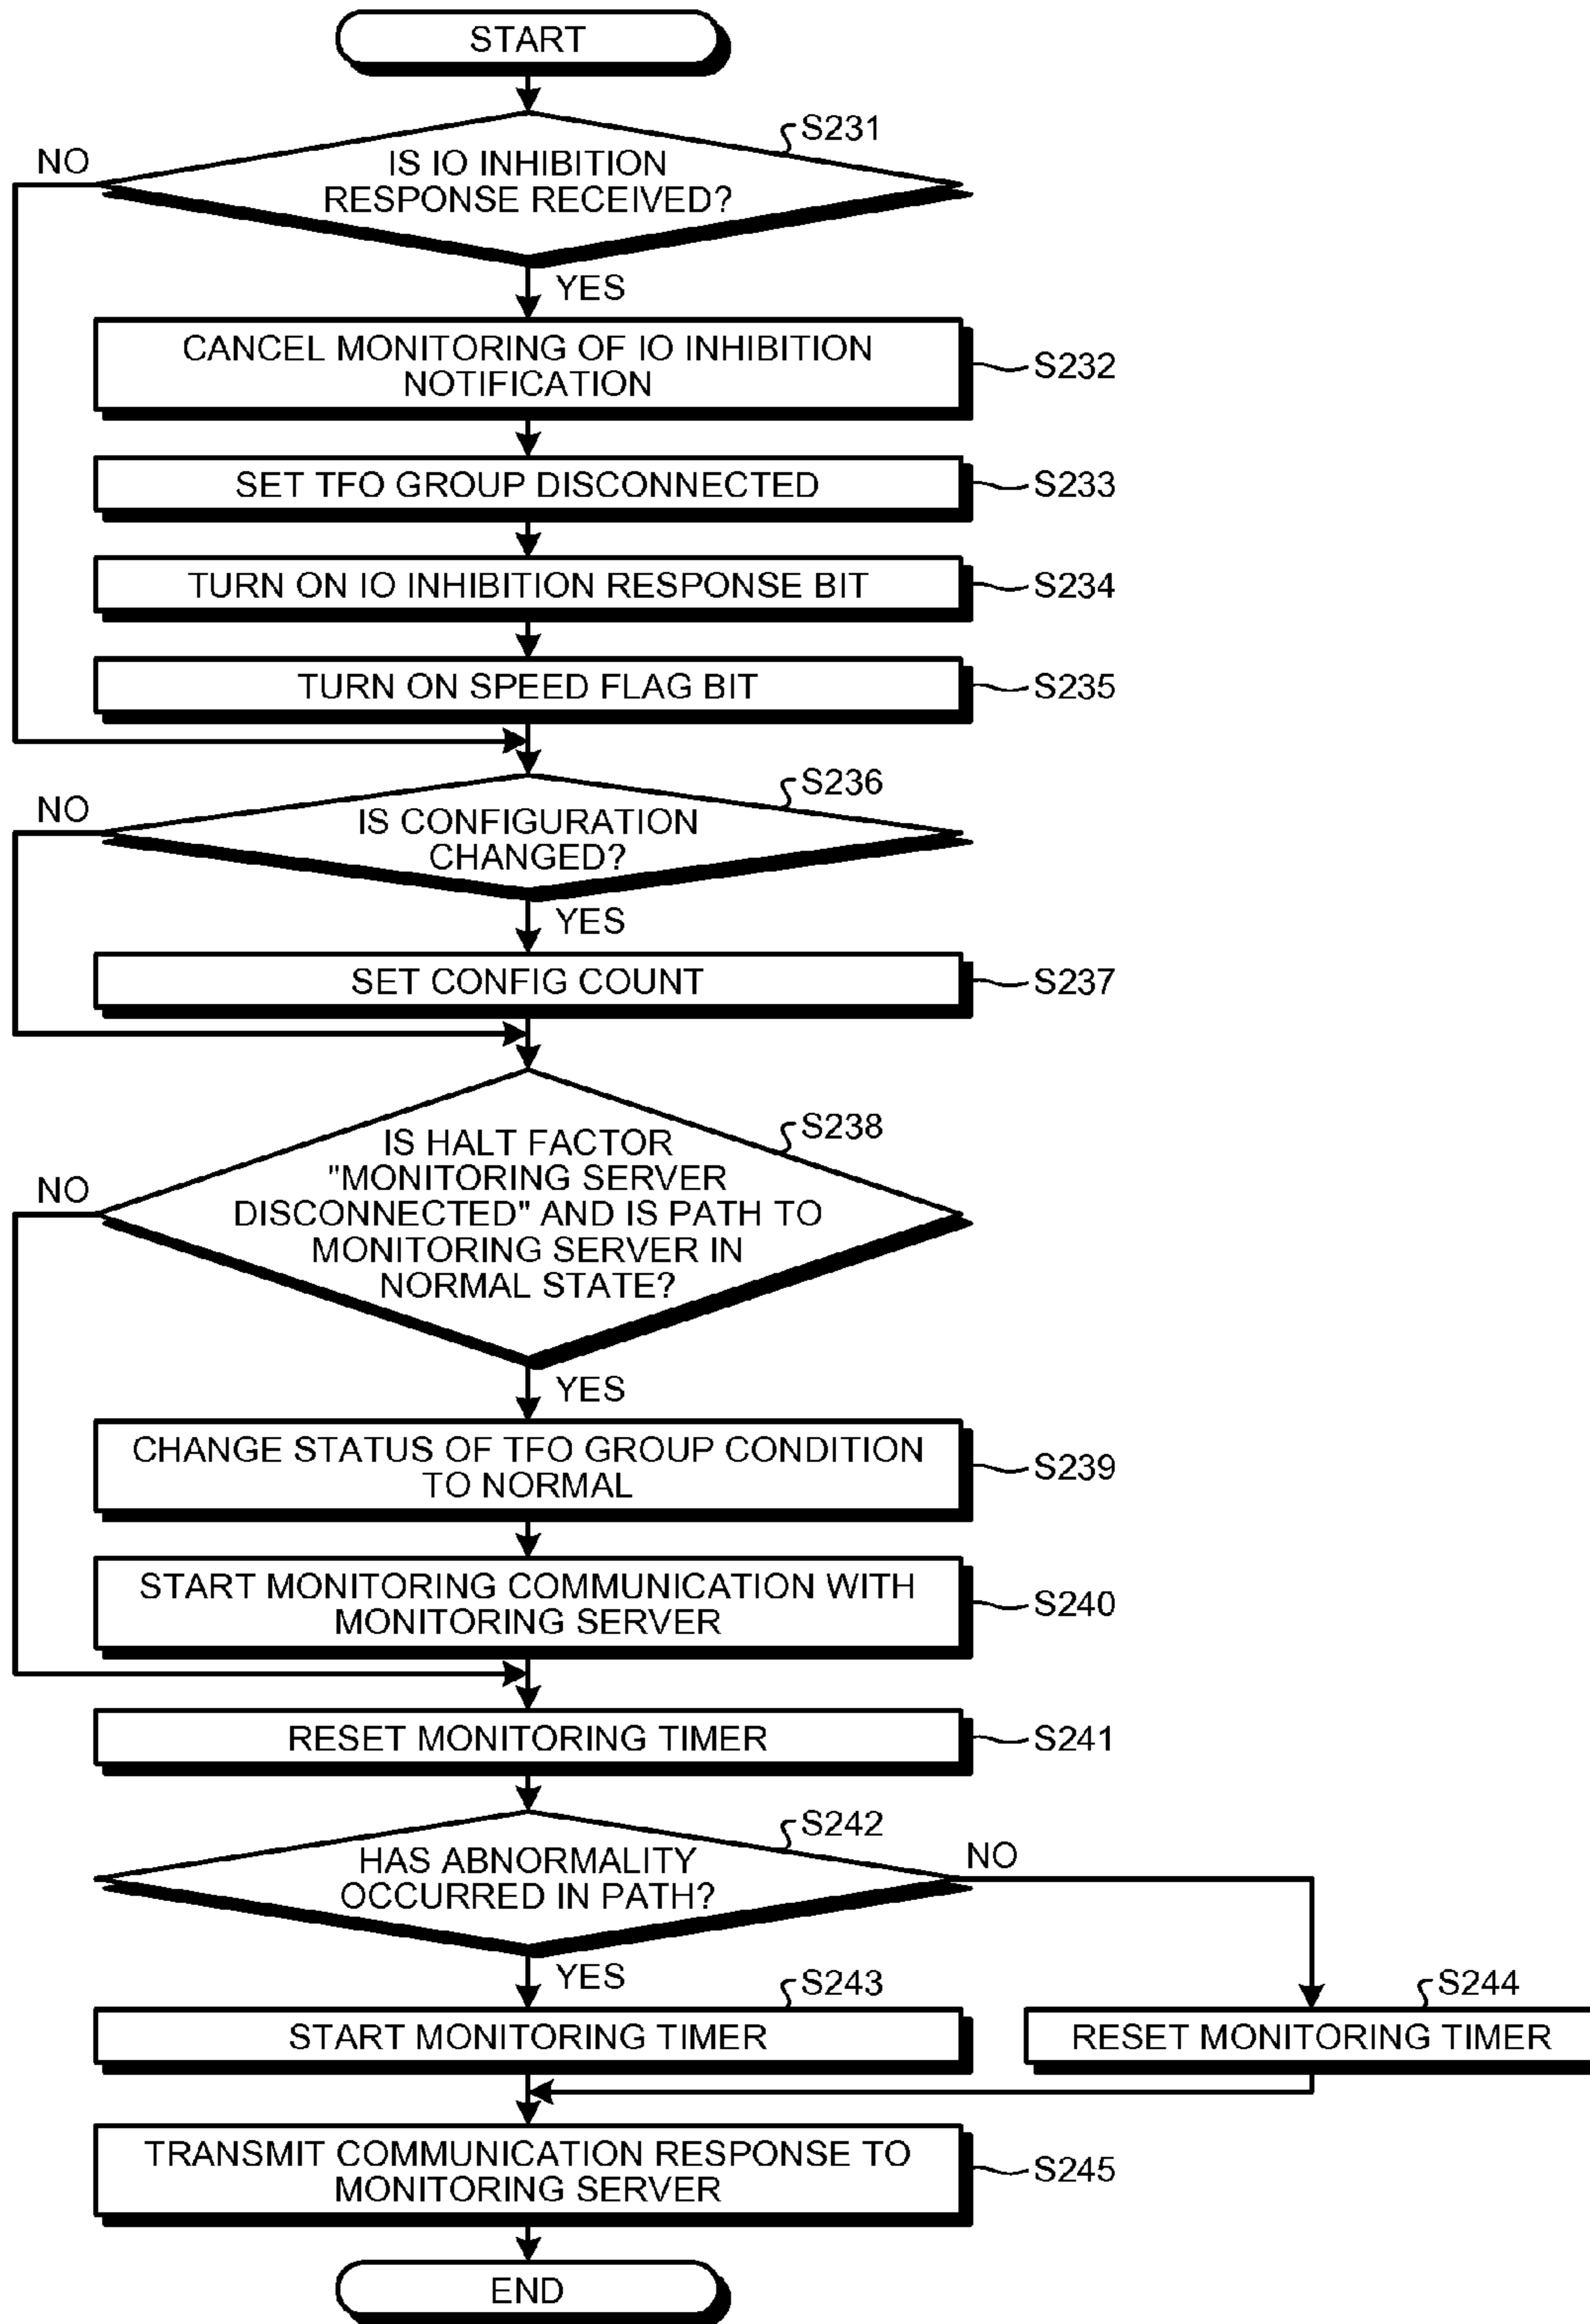 START
S231
NO
IS IO INHIBITION
RESPONSE RECEIVED?
YES
CANCEL MONITORING OF IO INHIBITION
NOTIFICATION
S232
SET TFO GROUP DISCONNECTED
S233
TURN ON IO INHIBITION RESPONSE BIT
S234
TURN ON SPEED FLAG BIT
S235
S236
NO
IS CONFIGURATION
CHANGED?
YES
SET CONFIG COUNT
S237
S238
NO
IS HALT FACTOR
"MONITORING SERVER
DISCONNECTED" AND IS PATH TO
MONITORING SERVER IN
NORMAL STATE?
YES
CHANGE STATUS OF TFO GROUP CONDITION
TO NORMAL
S239
START MONITORING COMMUNICATION WITH
MONITORING SERVER
S240
RESET MONITORING TIMER
S241
S242
HAS ABNORMALITY
OCCURRED IN PATH?
NO
YES
S243
START MONITORING TIMER
S244
RESET MONITORING TIMER
TRANSMIT COMMUNICATION RESPONSE TO
MONITORING SERVER
S245
END